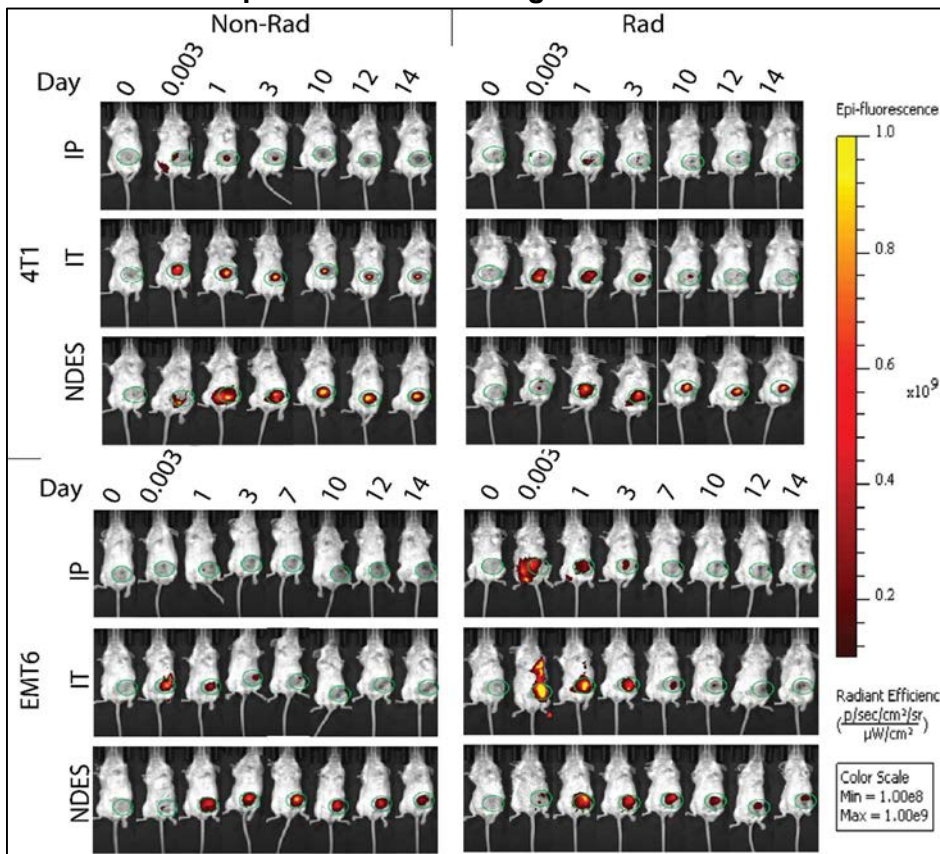 Non-Rad Rad
Day 0 0.003 1 3 10 12 14 0 0.003 1 3 10 12 14
4T1
IP
IT
NDES
Day 0 0.003 1 3 7 10 12 14 0 0.003 1 3 7 10 12 14
EMT6
IP
IT
NDES
Epi-fluorescence
1.0
0.8
0.6
x10^9
0.4
0.2
Radiant Efficienc
(p/sec/cm²/sr
µW/cm²)
Color Scale
Min = 1.00e8
Max = 1.00e9